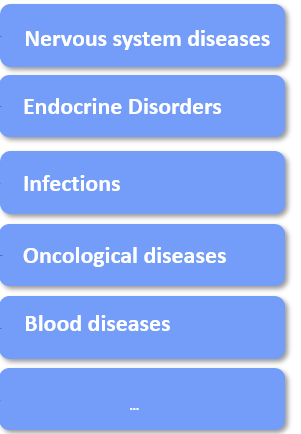 Nervous system diseases
Endocrine Disorders
Infections
Oncological diseases
Blood diseases
...